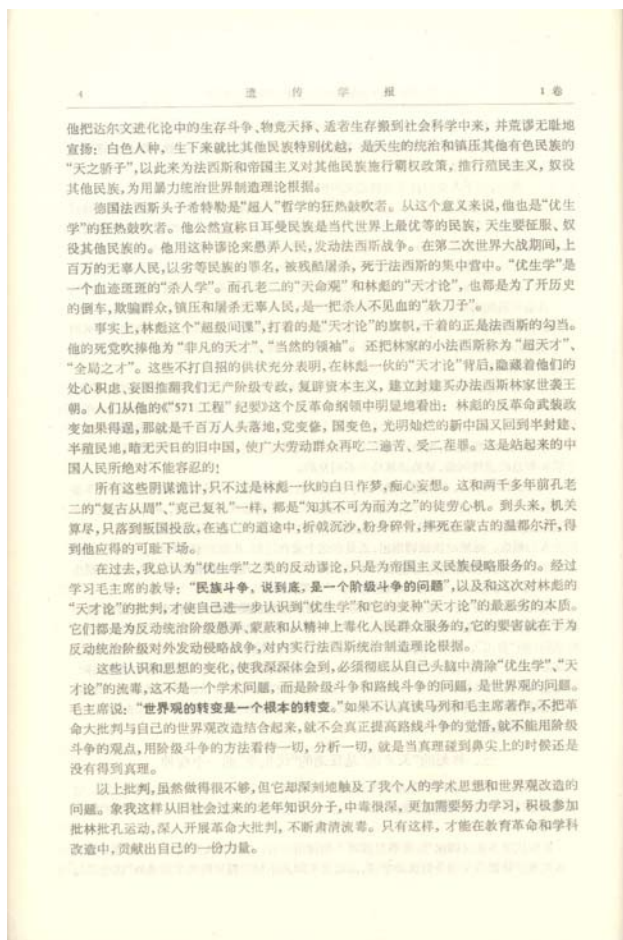 4 遗传学报 1卷
他把达尔文进化论中的生存斗争、物竞天择、适者生存搬到社会科学中来，并荒谬无耻地
宣扬：白色人种，生下来就比其他民族特别优越，是天生的统治和镇压其他有色民族的
“天之骄子”，以此来为法西斯和帝国主义对其他民族施行霸权政策，推行殖民主义，奴役
其他民族，为用暴力统治世界制造理论根据。
德国法西斯头子希特勒是“超人”哲学的狂热鼓吹者。从这个意义来说，他也是“优生
学”的狂热鼓吹者。他公然宣称日耳曼民族是当代世界上最优等的民族，天生要征服、奴
役其他民族的。他用这种谬论来愚弄人民，发动法西斯战争。在第二次世界大战期间，上
百万的无辜人民，以劣等民族的罪名，被残酷屠杀，死于法西斯的集中营中。“优生学”是
一个血迹斑斑的“杀人学”。而孔老二的“天命观”和林彪的“天才论”，也都是为了开历史
的倒车，欺骗群众，镇压和屠杀无辜人民，是一把杀人不见血的“软刀子”。
事实上，林彪这个“超级间谍”，打着的是“天才论”的旗帜，干着的正是法西斯的勾当。
他的死党吹捧他为“非凡的天才”、“当然的领袖”。还把林家的小法西斯称为“超天才”、
“全局之才”。这些不打自招的供状充分表明，在林彪一伙的“天才论”背后，隐藏着他们的
处心积虑、妄图推翻我们无产阶级专政，复辟资本主义，建立封建买办法西斯林家世袭王
朝。人们从他的《“571工程”纪要》这个反革命纲领中明显地看出：林彪的反革命武装政
变如果得逞，那就是千百万人头落地，党变修，国变色，光明灿烂的新中国又回到半封建、
半殖民地，暗无天日的旧中国，使广大劳动群众再吃二遍苦、受二茬罪。这是站起来的中
国人民所绝对不能容忍的！
所有这些阴谋诡计，只不过是林彪一伙的白日作梦，痴心妄想。这和两千多年前孔老
二的“复古从周”、“克己复礼”一样，都是“知其不可为而为之”的徒劳心机。到头来，机关
算尽，只落到叛国投敌，在逃亡的道途中，折戟沉沙，粉身碎骨，摔死在蒙古的温都尔汗，得
到他应得的可耻下场。
在过去，我总认为“优生学”之类的反动谬论，只是为帝国主义民族侵略服务的。经过
学习毛主席的教导：“民族斗争，说到底，是一个阶级斗争的问题”，以及和这次对林彪的
“天才论”的批判，才使自己进一步认识到“优生学”和它的变种“天才论”的最恶劣的本质。
它们都是为反动统治阶级愚弄、蒙蔽和从精神上毒化人民群众服务的，它的要害就在于为
反动统治阶级对外发动侵略战争，对内实行法西斯统治制造理论根据。
这些认识和思想的变化，使我深深体会到，必须彻底从自己头脑中清除“优生学”、“天
才论”的流毒，这不是一个学术问题，而是阶级斗争和路线斗争的问题，是世界观的问题。
毛主席说：“世界观的转变是一个根本的转变。”如果不认真读马列和毛主席著作，不把革
命大批判与自己的世界观改造结合起来，就不会真正提高路线斗争的觉悟，就不能用阶级
斗争的观点，用阶级斗争的方法看待一切，分析一切，就是当真理碰到鼻尖上的时候还是
没有得到真理。
以上批判，虽然做得很不够，但它却深刻地触及了我个人的学术思想和世界观改造的
问题。象我这样从旧社会过来的老年知识分子，中毒很深，更加需要努力学习，积极参加
批林批孔运动，深入开展革命大批判，不断肃清流毒。只有这样，才能在教育革命和学科
改造中，贡献出自己的一份力量。